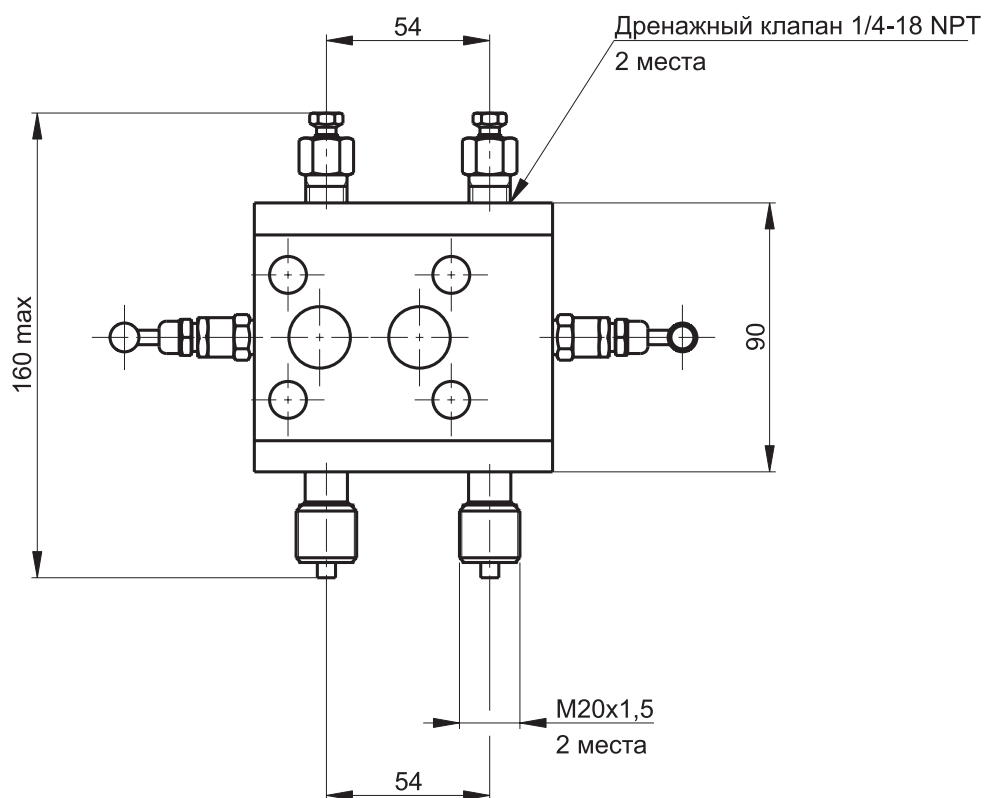 54
Дренажный клапан 1/4-18 NPT
2 места
160 max
90
M20x1,5
2 места
54